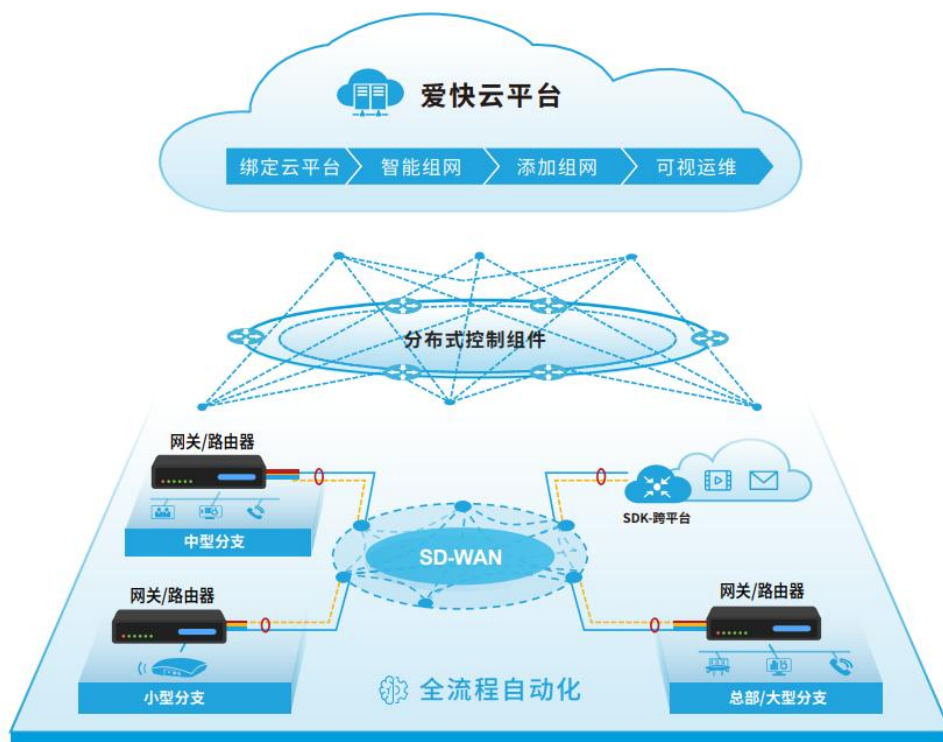 爱快云平台
绑定云平台
智能组网
添加组网
可视运维
分布式控制组件
网关/路由器
中型分支
SDK-跨平台
SD-WAN
网关/路由器
小型分支
网关/路由器
总部/大型分支
全流程自动化